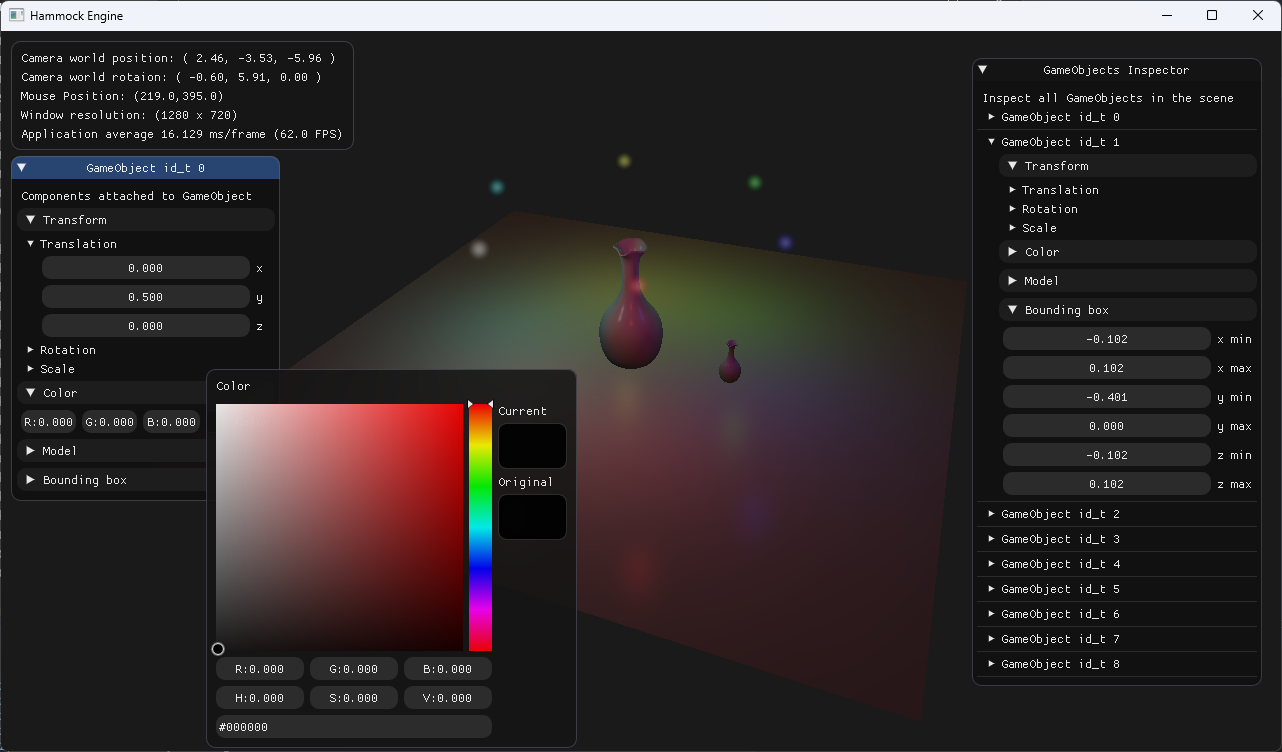 Hammock Engine
Camera world position: ( 2.46, -3.53, -5.96 )
Camera world rotaion: ( -0.60, 5.91, 0.00 )
Mouse Position: (219.0,395.0)
Window resolution: (1280 x 720)
Application average 16.129 ms/frame (62.0 FPS)
GameObject id_t 0
Components attached to GameObject
Transform
Translation
0.000 x
0.500 y
0.000 z
Rotation
Scale
Color
R:0.000 G:0.000 B:0.000
Model
Bounding box
Color
Current
Original
R:0.000 G:0.000 B:0.000
H:0.000 S:0.000 V:0.000
#000000
GameObjects Inspector
Inspect all GameObjects in the scene
GameObject id_t 0
GameObject id_t 1
Transform
Translation
Rotation
Scale
Color
Model
Bounding box
-0.102 x min
0.102 x max
-0.401 y min
0.000 y max
-0.102 z min
0.102 z max
GameObject id_t 2
GameObject id_t 3
GameObject id_t 4
GameObject id_t 5
GameObject id_t 6
GameObject id_t 7
GameObject id_t 8